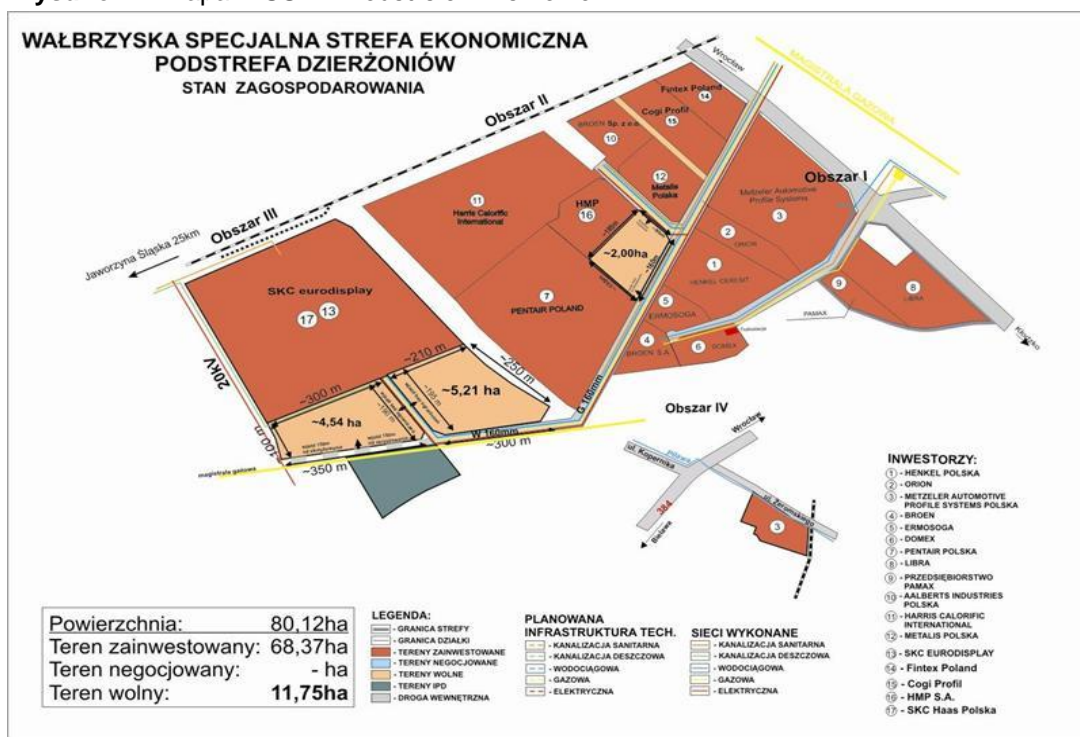 WAŁBRZYSKA SPECJALNA STREFA EKONOMICZNA
PODSTREFA DZIERŻONIÓW
STAN ZAGOSPODAROWANIA
Obszar II
Wrocław
MAGISTRALA GAZOWA
Fintex Poland
14
Cogi Profil
15
BROEN Sp. z o.o.
10
12
Metalis
Polska
Obszar I
Metzeler Automotive
Profile Systems
3
11
Harris Calorific
International
HMP
16
2
ORION
~2,00ha
1
HENKEL CERESIT
Obszar III
Jaworzyna Śląska 25km
SKC eurodisplay
17 13
7
PENTAIR POLAND
5
ERMOSOGA
4
BROEN S.A.
6
DOMEX
9
PAMAX
8
LIBRA
Kłodzko
20kV
~210 m
~250 m
~300 m
~5,21 ha
~4,54 ha
~195 m
~190 m
G 160mm
W 160mm
~300 m
~100 m
~350 m
magistrala gazowa
Obszar IV
Wrocław
ul. Kopernika
Piława
ul. Żeromskiego
384
Bielawa
3
INWESTORZY:
1 - HENKEL POLSKA
2 - ORION
3 - METZELER AUTOMOTIVE
PROFILE SYSTEMS POLSKA
4 - BROEN
5 - ERMOSOGA
6 - DOMEX
7 - PENTAIR POLSKA
8 - LIBRA
9 - PRZEDSIĘBIORSTWO
PAMAX
10 - AALBERTS INDUSTRIES
POLSKA
11 - HARRIS CALORIFIC
INTERNATIONAL
12 - METALIS POLSKA
13 - SKC EURODISPLAY
14 - Fintex Poland
15 - Cogi Profil
16 - HMP S.A.
17 - SKC Haas Polska
Powierzchnia: 80,12ha
Teren zainwestowany: 68,37ha
Teren negocjowany: - ha
Teren wolny: 11,75ha
LEGENDA:
- GRANICA STREFY
- GRANICA DZIAŁKI
- TERENY ZAINWESTOWANE
- TERENY NEGOCJOWANE
- TERENY WOLNE
- TERENY IPD
- DROGA WEWNĘTRZNA
PLANOWANA
INFRASTRUKTURA TECH.
- KANALIZACJA SANITARNA
- KANALIZACJA DESZCZOWA
- WODOCIĄGOWA
- GAZOWA
- ELEKTRYCZNA
SIECI WYKONANE
- KANALIZACJA SANITARNA
- KANALIZACJA DESZCZOWA
- WODOCIĄGOWA
- GAZOWA
- ELEKTRYCZNA